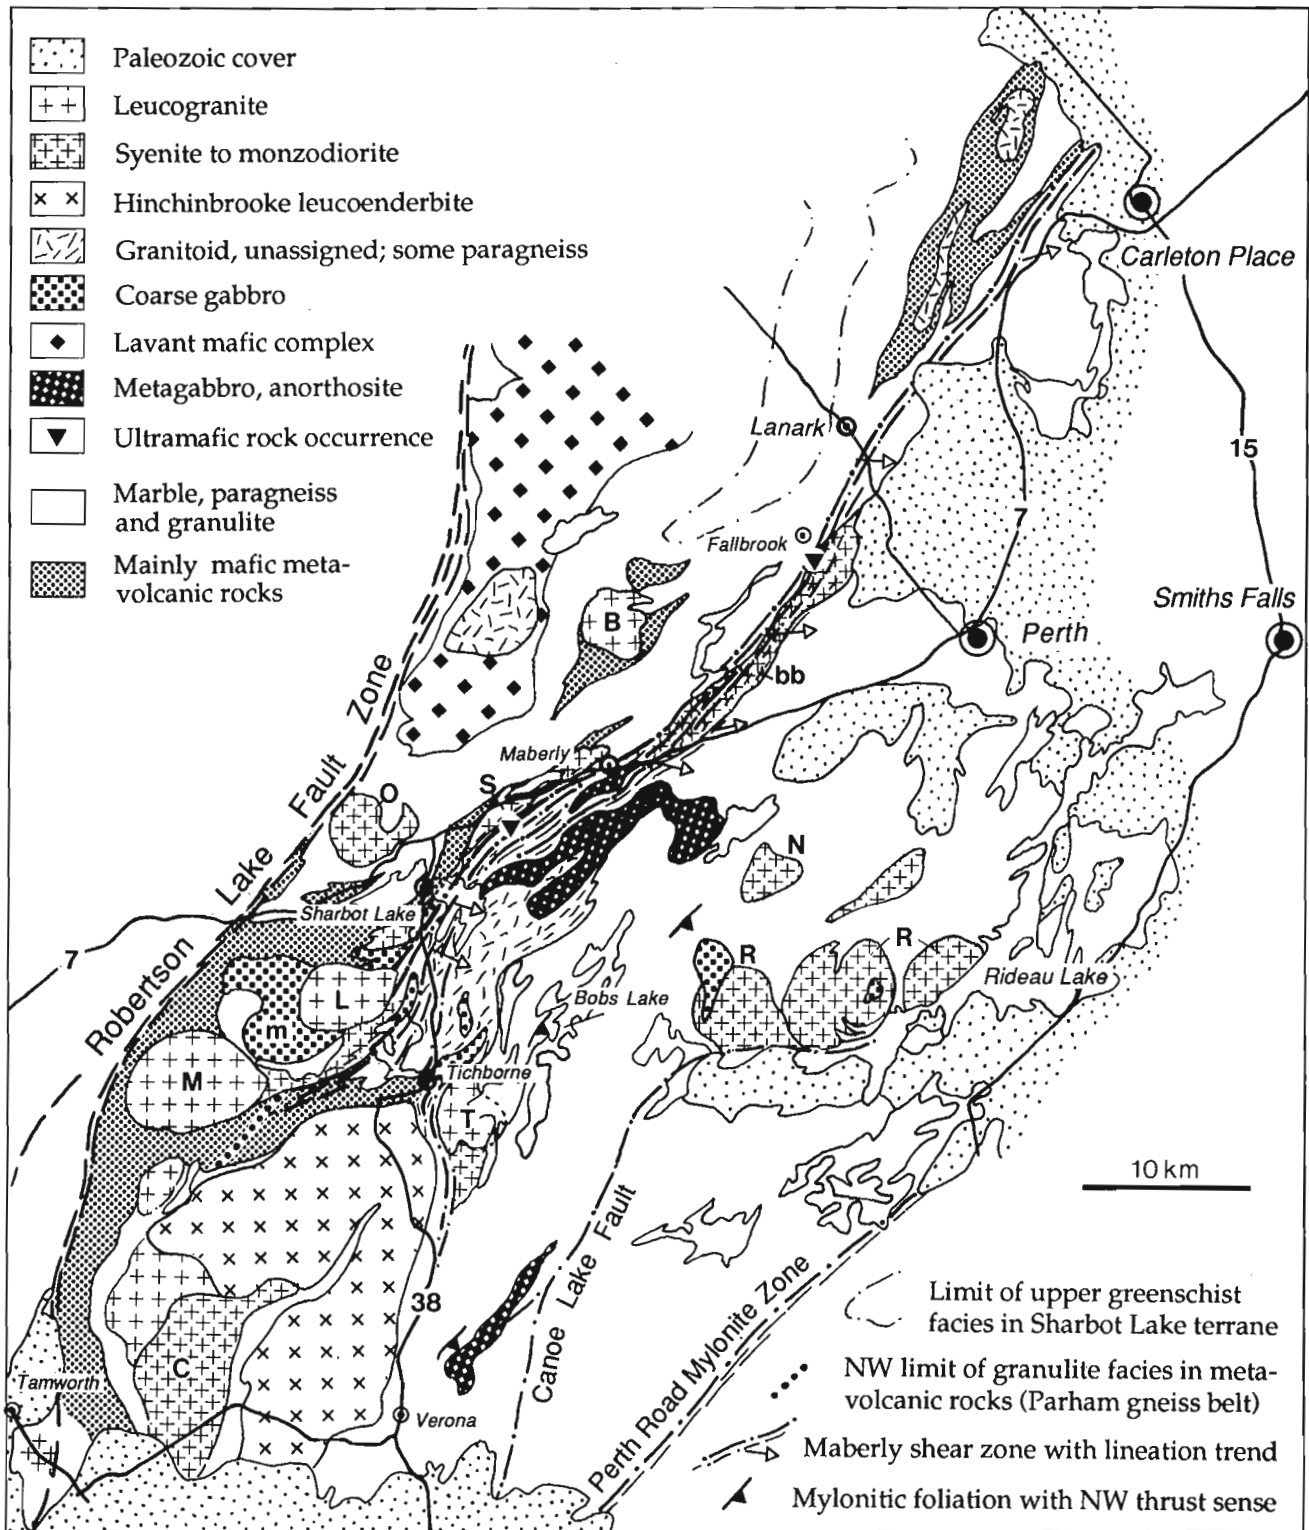 Paleozoic cover
Leucogranite
Syenite to monzodiorite
Hinchinbrooke leucoenderbite
Granitoid, unassigned; some paragneiss
Coarse gabbro
Lavant mafic complex
Metagabbro, anorthosite
Ultramafic rock occurrence
Marble, paragneiss
and granulite
Mainly mafic meta-
volcanic rocks
Carleton Place
Lanark
15
7
Fallbrook
Smiths Falls
Perth
B
bb
Maberly
S
O
N
Robertson Lake Fault Zone
Sharbot Lake
7
R
R
Rideau Lake
Bobs Lake
L
m
M
Tichborne
T
10 km
38
C
Canoe Lake Fault
Perth Road Mylonite Zone
Tamworth
Verona
Limit of upper greenschist
facies in Sharbot Lake terrane
NW limit of granulite facies in meta-
volcanic rocks (Parham gneiss belt)
Maberly shear zone with lineation trend
Mylonitic foliation with NW thrust sense